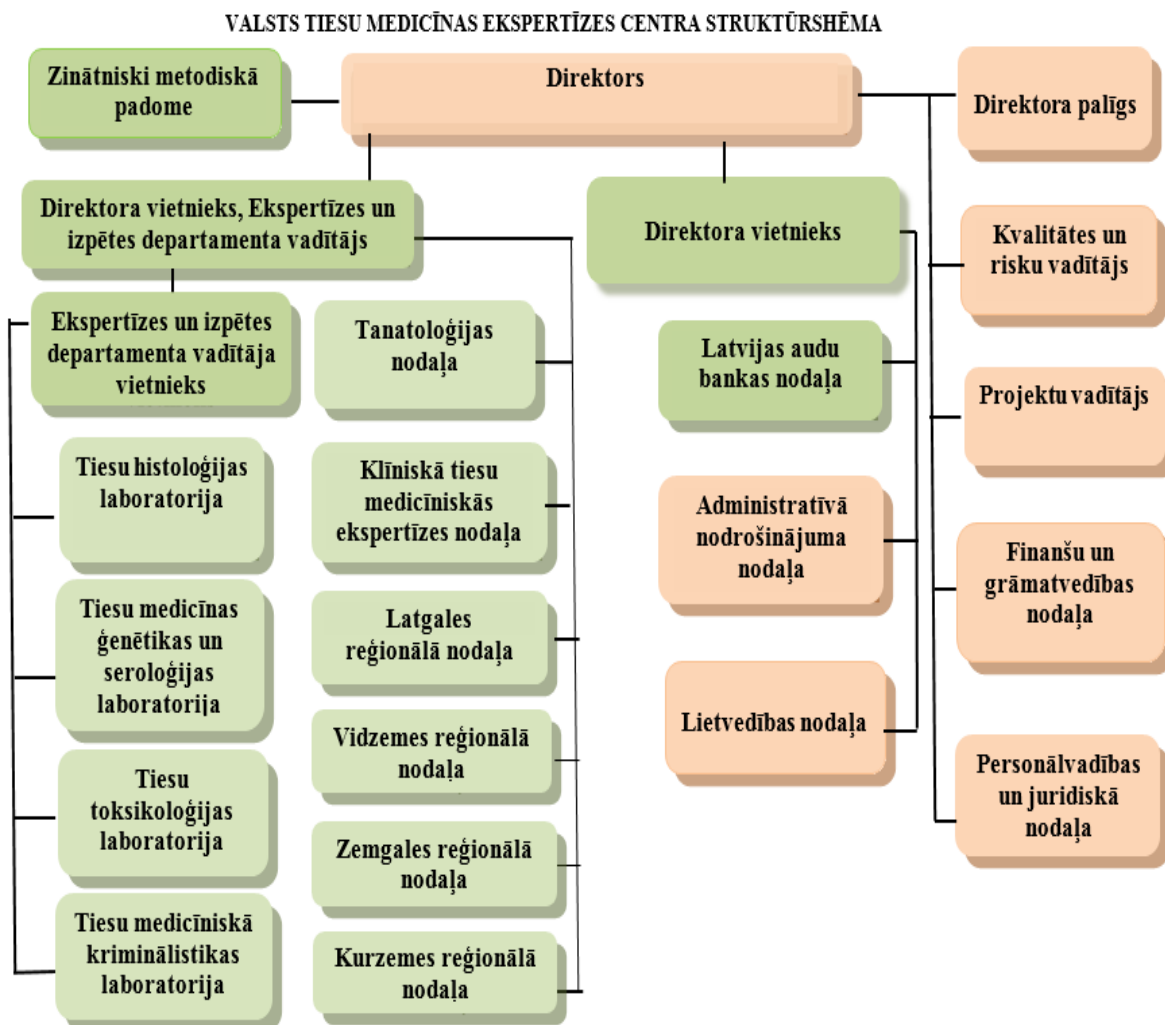 VALSTS TIESU MEDICĪNAS EKSPERTĪZES CENTRA STRUKTŪRSHĒMA
Zinātniski metodiskā
padome
Direktors
Direktora palīgs
Direktora vietnieks, Ekspertīzes un
izpētes departamenta vadītājs
Direktora vietnieks
Kvalitātes un
risku vadītājs
Ekspertīzes un izpētes
departamenta vadītāja
vietnieks
Tanatoloģijas
nodaļa
Latvijas audu
bankas nodaļa
Projektu vadītājs
Tiesu histoloģijas
laboratorija
Klīniskā tiesu
medicīniskās
ekspertīzes nodaļa
Administratīvā
nodrošinājuma
nodaļa
Finanšu un
grāmatvedības
nodaļa
Tiesu medicīnas
ģenētikas un
seroloģijas
laboratorija
Latgales
reģionālā nodaļa
Lietvedības nodaļa
Vidzemes reģionālā
nodaļa
Personālvadības
un juridiskā
nodaļa
Tiesu
toksikoloģijas
laboratorija
Zemgales reģionālā
nodaļa
Tiesu medicīniskā
kriminālistikas
laboratorija
Kurzemes reģionālā
nodaļa